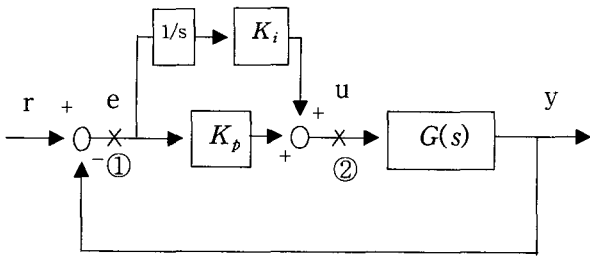 1/s
K_i
r
+
e
−
①
K_p
+
+
u
②
G(s)
y